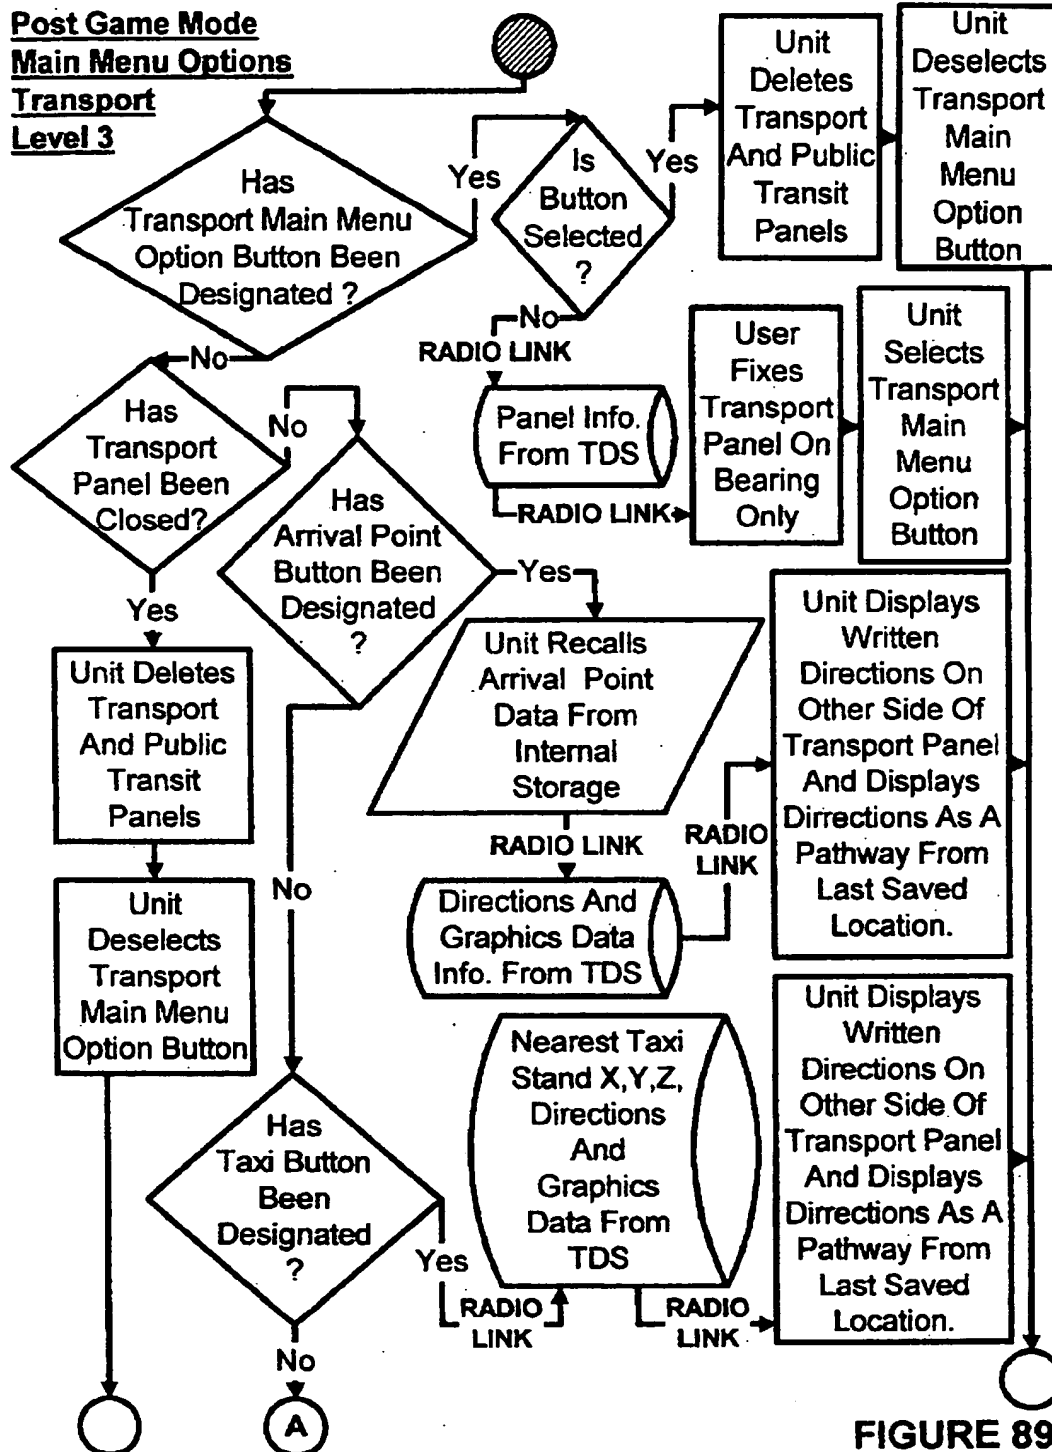 Post Game Mode
Main Menu Options
Transport
Level 3
Has
Transport Main Menu
Option Button Been
Designated ?
Yes
Is
Button
Selected
?
Yes
Unit
Deletes
Transport
And Public
Transit
Panels
Unit
Deselects
Transport
Main
Menu
Option
Button
No
No
RADIO LINK
Panel Info.
From TDS
RADIO LINK
User
Fixes
Transport
Panel On
Bearing
Only
Unit
Selects
Transport
Main
Menu
Option
Button
Has
Transport
Panel Been
Closed?
No
Yes
Has
Arrival Point
Button Been
Designated
?
Yes
Unit Deletes
Transport
And Public
Transit
Panels
Unit
Deselects
Transport
Main Menu
Option Button
Unit Recalls
Arrival Point
Data From
Internal
Storage
RADIO LINK
Directions And
Graphics Data
Info. From TDS
RADIO
LINK
Unit Displays
Written
Directions On
Other Side Of
Transport Panel
And Displays
Dirrections As A
Pathway From
Last Saved
Location.
No
Has
Taxi Button
Been
Designated
?
Yes
RADIO
LINK
Nearest Taxi
Stand X,Y,Z,
Directions
And
Graphics
Data From
TDS
RADIO
LINK
Unit Displays
Written
Directions On
Other Side Of
Transport Panel
And Displays
Dirrections As A
Pathway From
Last Saved
Location.
No
A
FIGURE 89